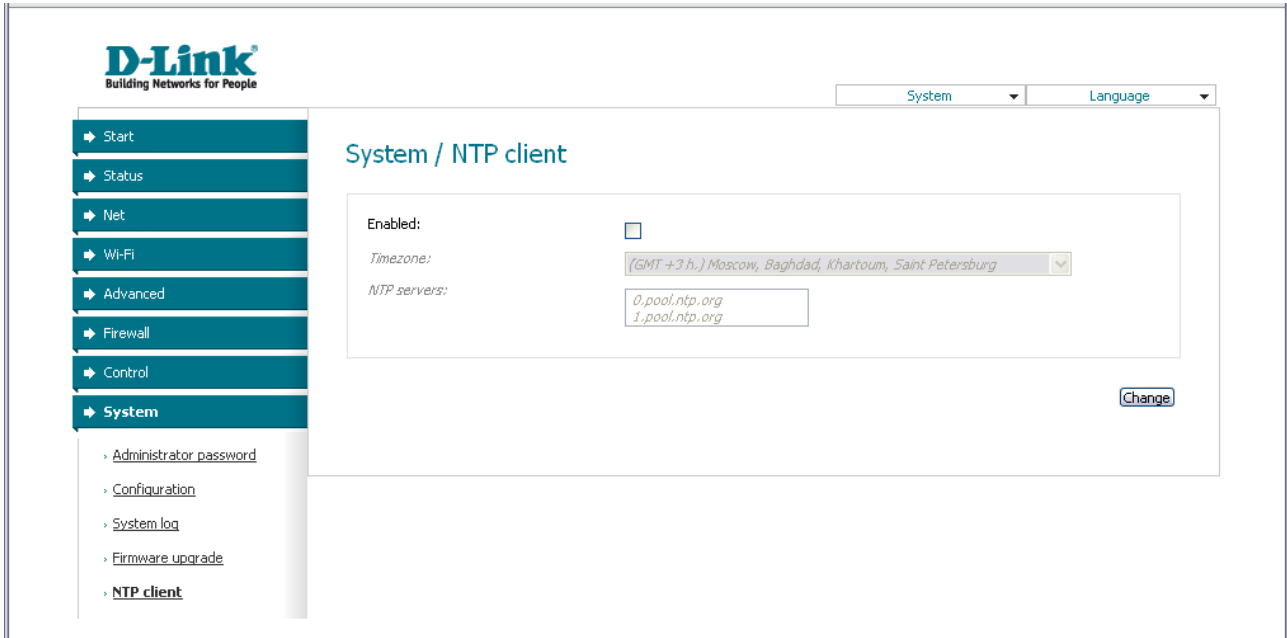 D-Link
Building Networks for People
System
Language
Start
Status
Net
Wi-Fi
Advanced
Firewall
Control
System
Administrator password
Configuration
System log
Firmware upgrade
NTP client
System / NTP client
Enabled:
Timezone:
(GMT +3 h.) Moscow, Baghdad, Khartoum, Saint Petersburg
NTP servers:
0.pool.ntp.org
1.pool.ntp.org
Change